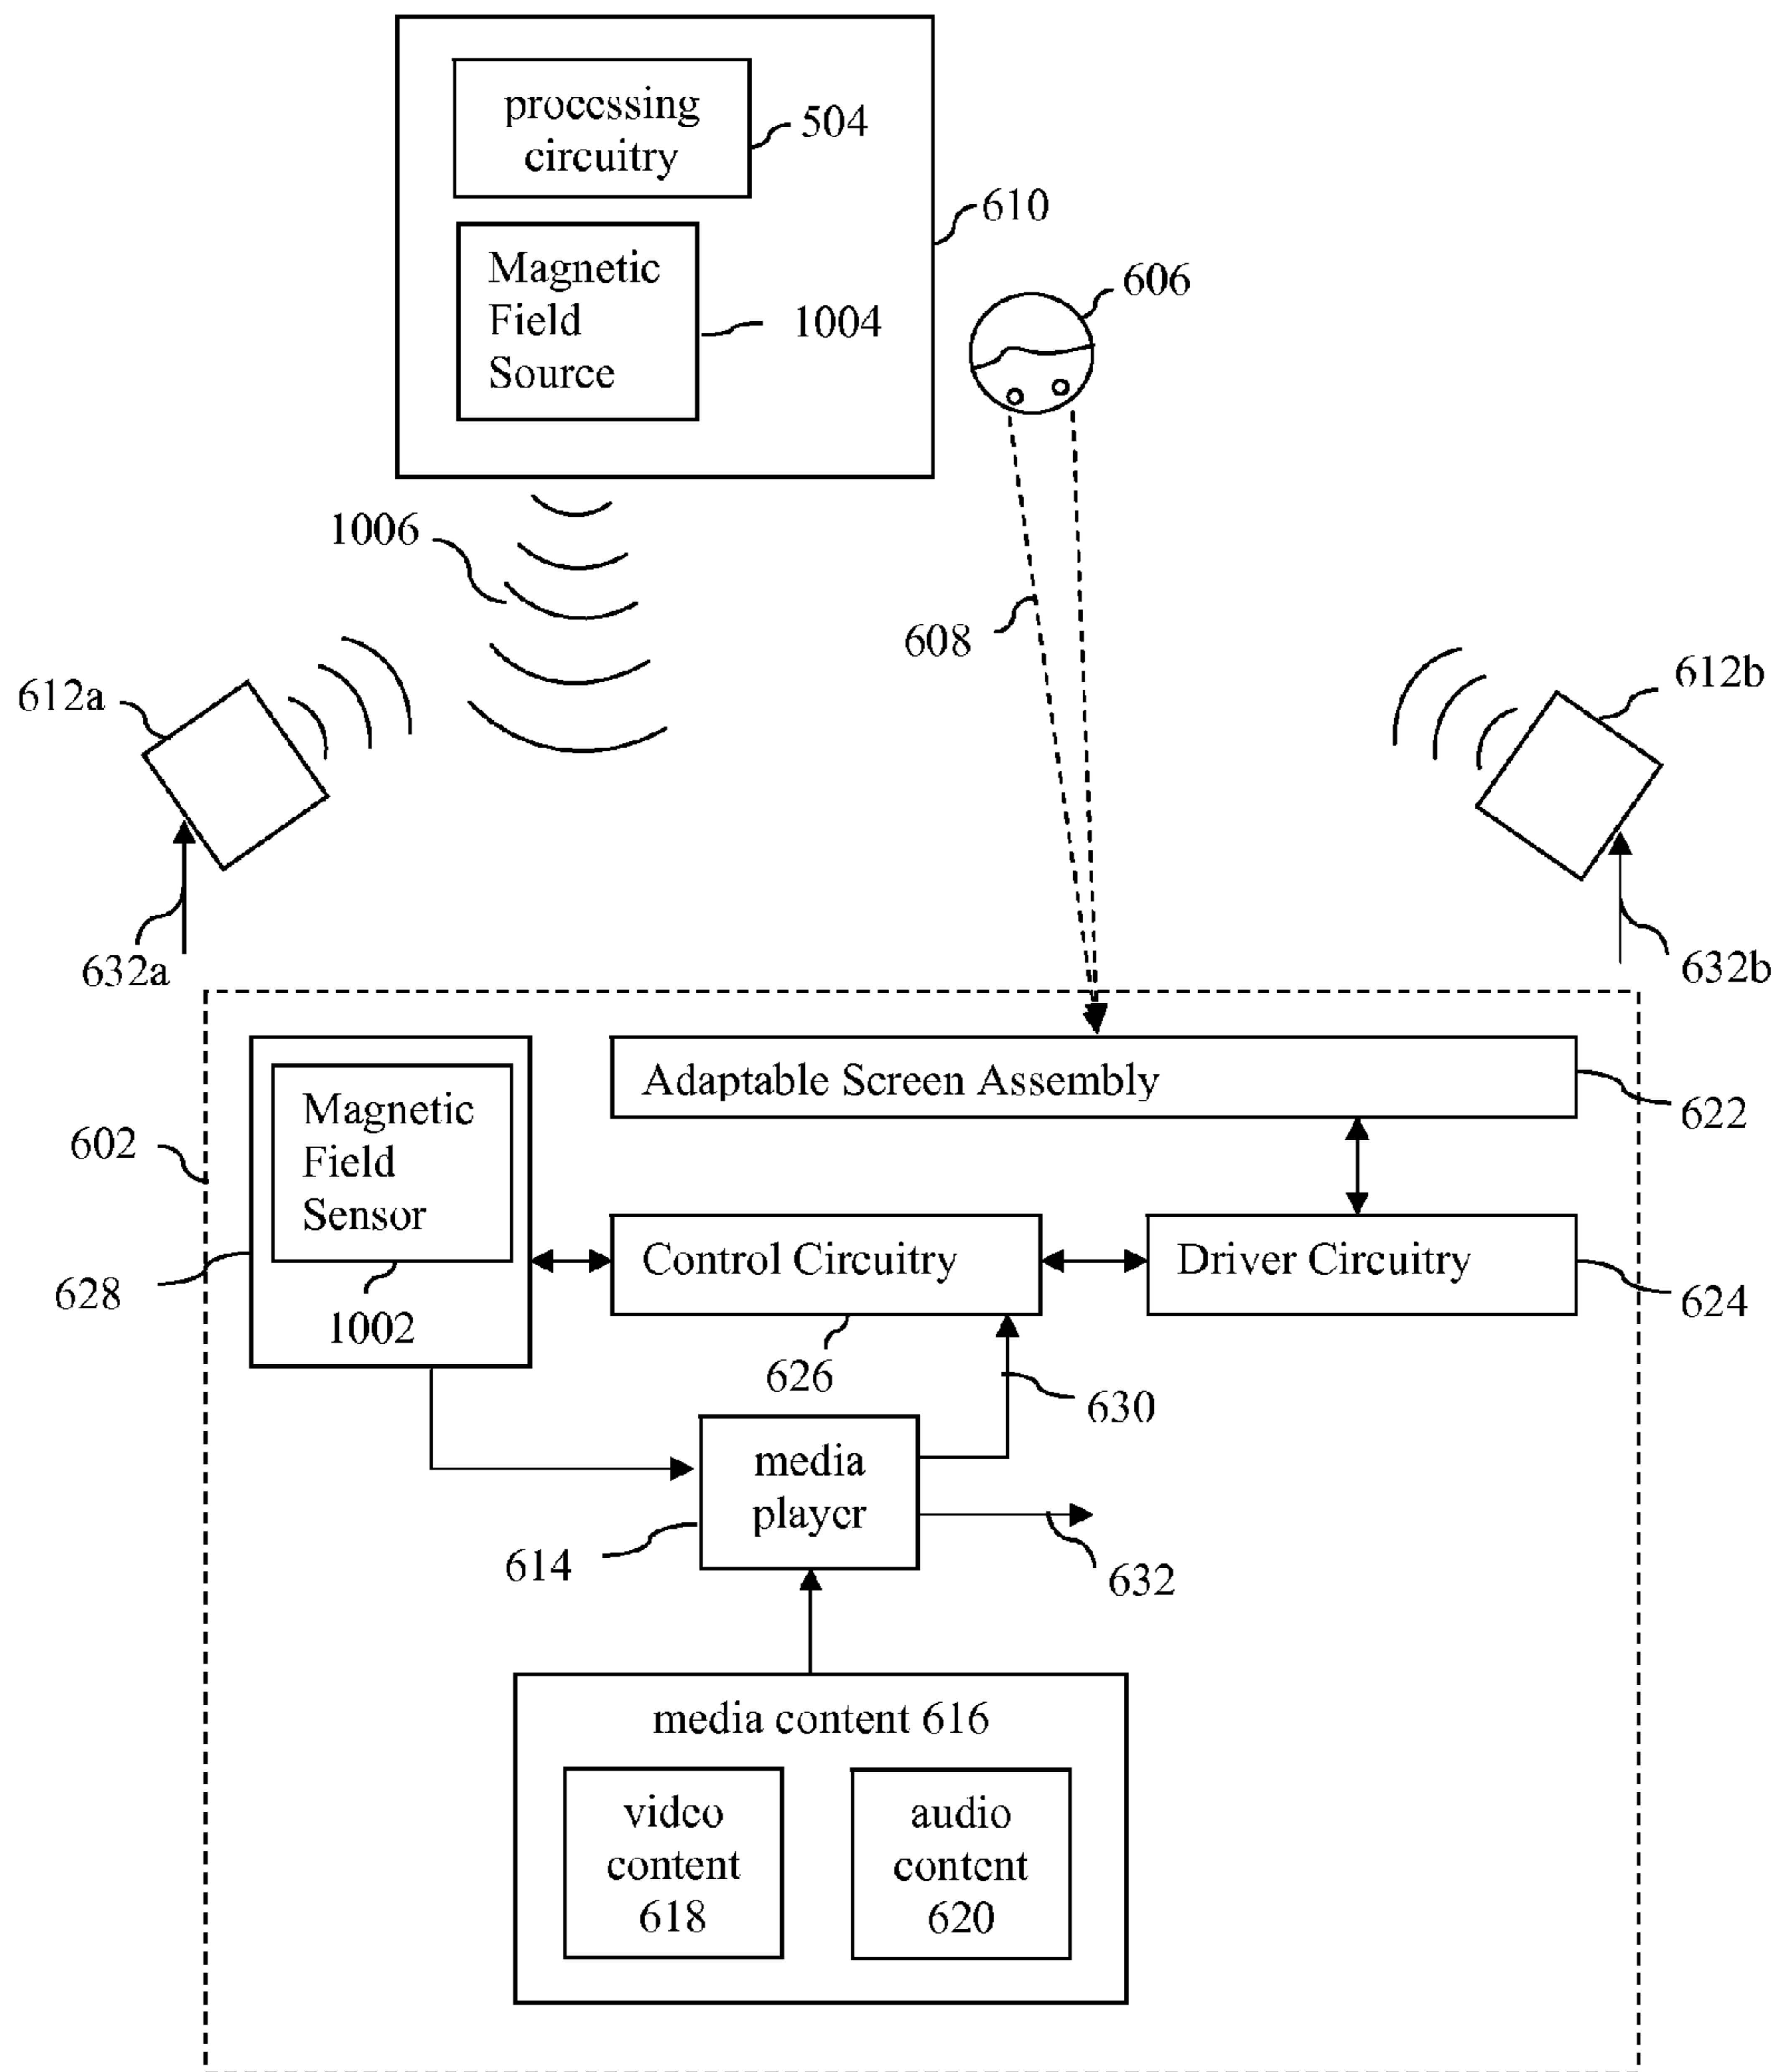 processing
circuitry
504
610
Magnetic
Field
Source
1004
606
1006
608
612a
612b
632a
632b
Adaptable Screen Assembly
622
602
Magnetic
Field
Sensor
1002
628
Control Circuitry
626
Driver Circuitry
624
630
media
player
614
632
media content 616
video
content
618
audio
content
620